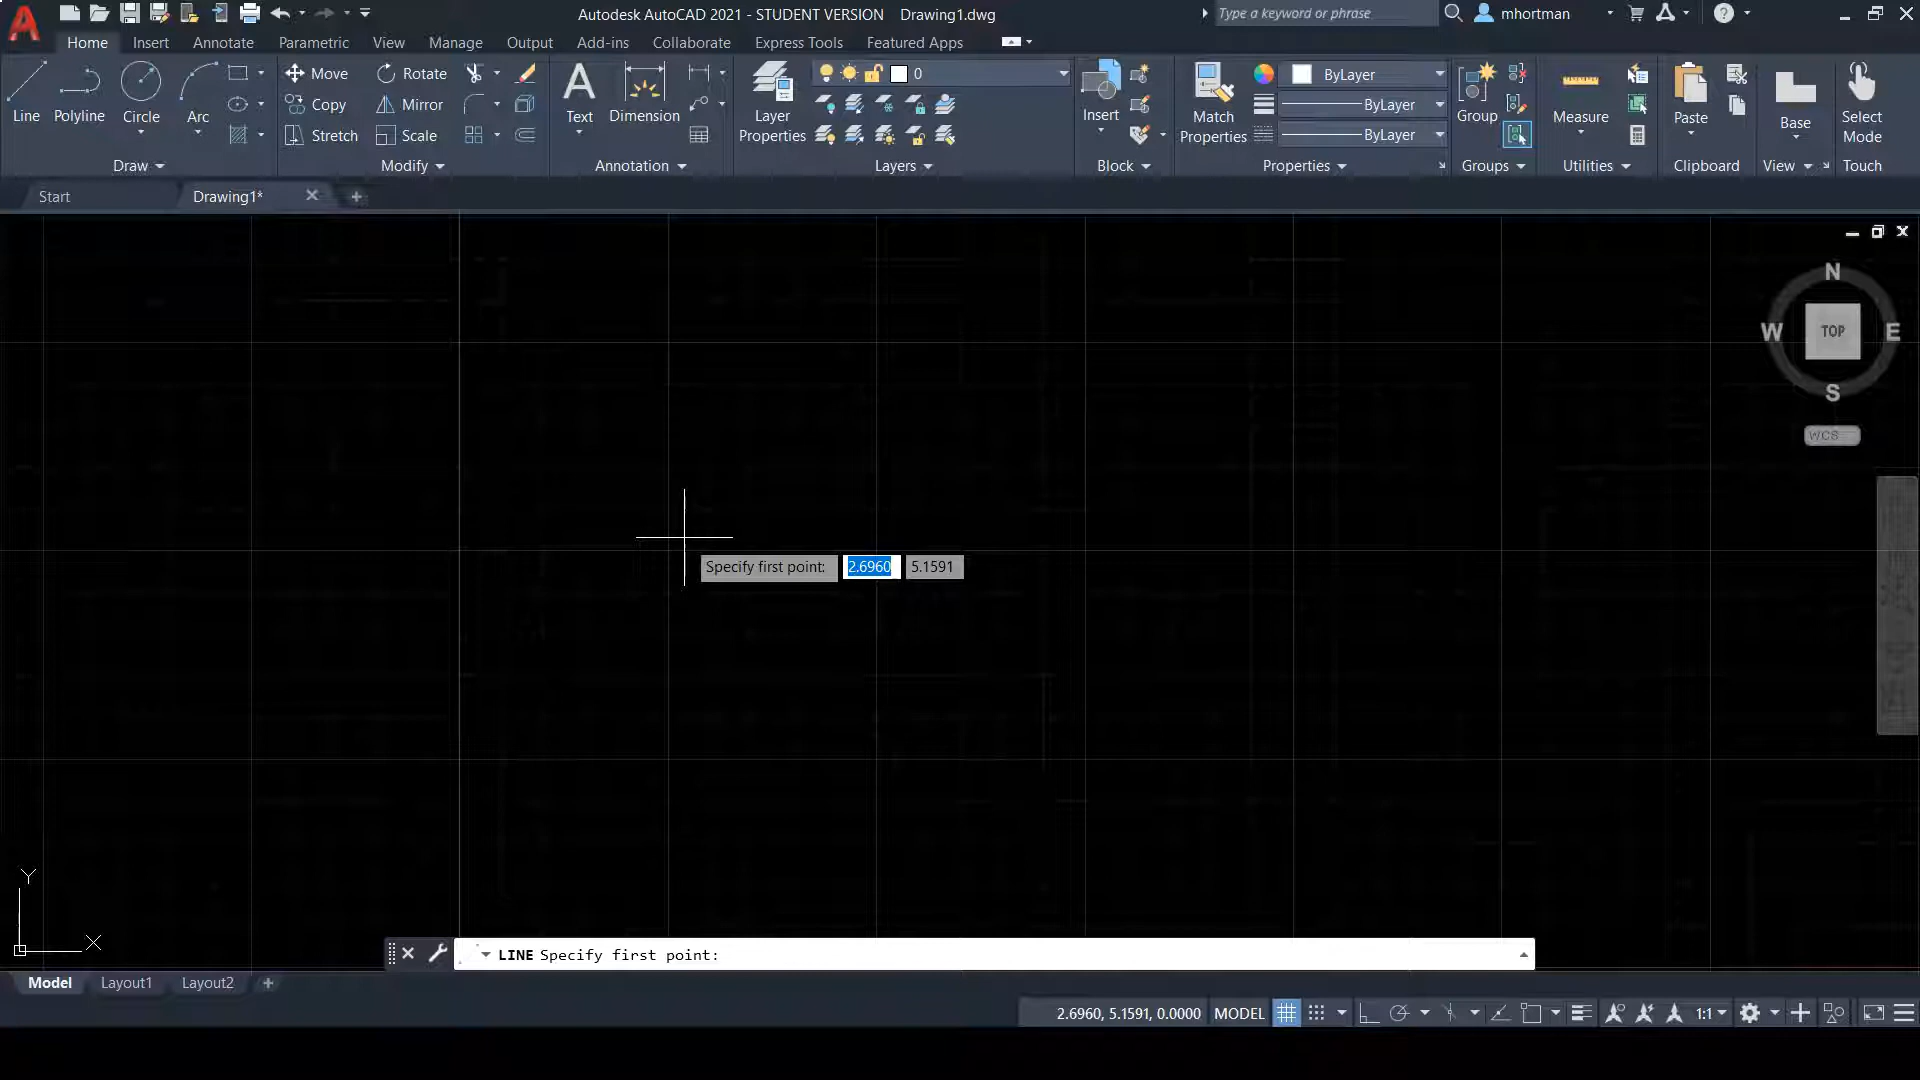 Autodesk AutoCAD 2021 - STUDENT VERSION Drawing1.dwg
Type a keyword or phrase
mhortman
Home Insert Annotate Parametric View Manage Output Add-ins Collaborate Express Tools Featured Apps
Line Polyline Circle Arc
Move Rotate
Copy Mirror
Stretch Scale
Text Dimension
Layer Properties
0
Insert
Match Properties
ByLayer
ByLayer
ByLayer
Group
Measure
Paste
Base
Select Mode
Draw Modify Annotation Layers Block Properties Groups Utilities Clipboard View Touch
Start Drawing1*
N
W TOP E
S
WCS
Specify first point: 2.6960 5.1591
Y
X
LINE Specify first point:
Model Layout1 Layout2
2.6960, 5.1591, 0.0000 MODEL 1:1